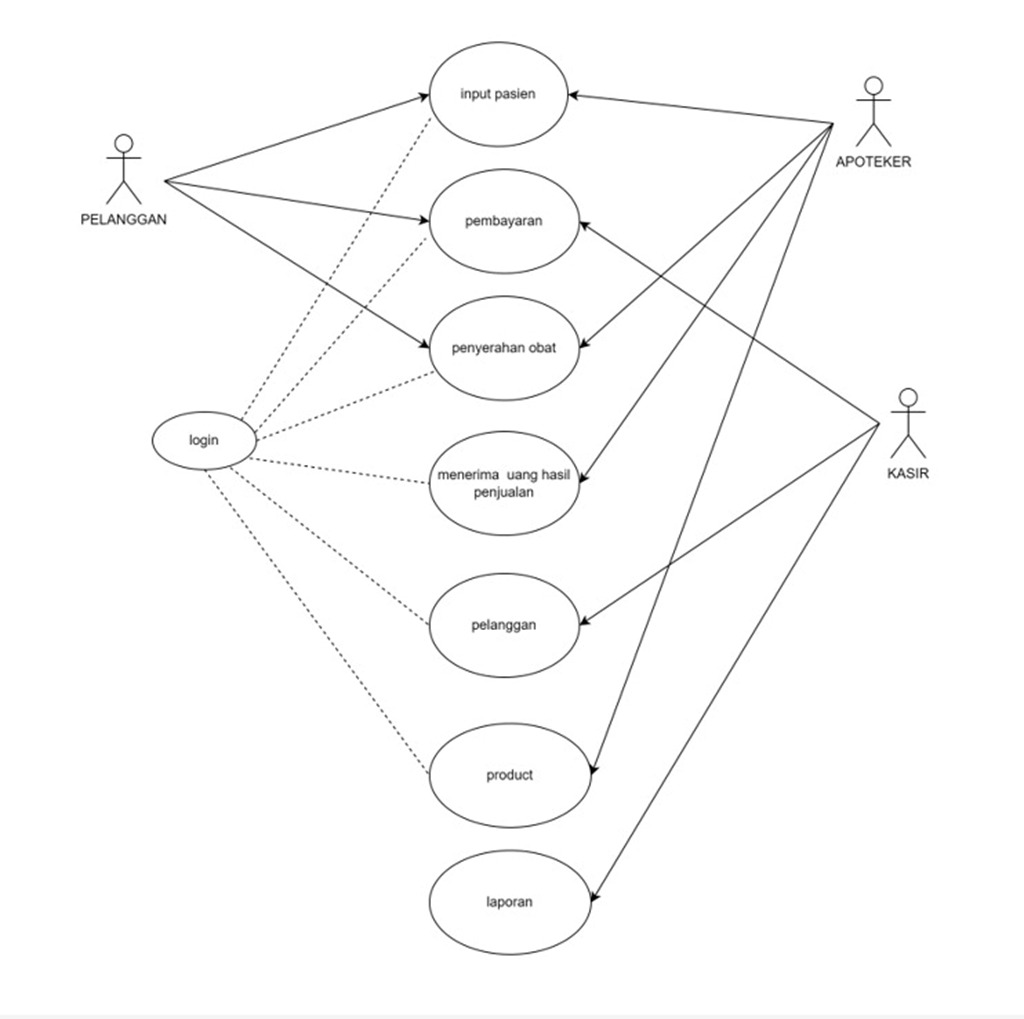 input pasien
APOTEKER
PELANGGAN
pembayaran
penyerahan obat
login
menerima uang hasil
penjualan
KASIR
pelanggan
product
laporan